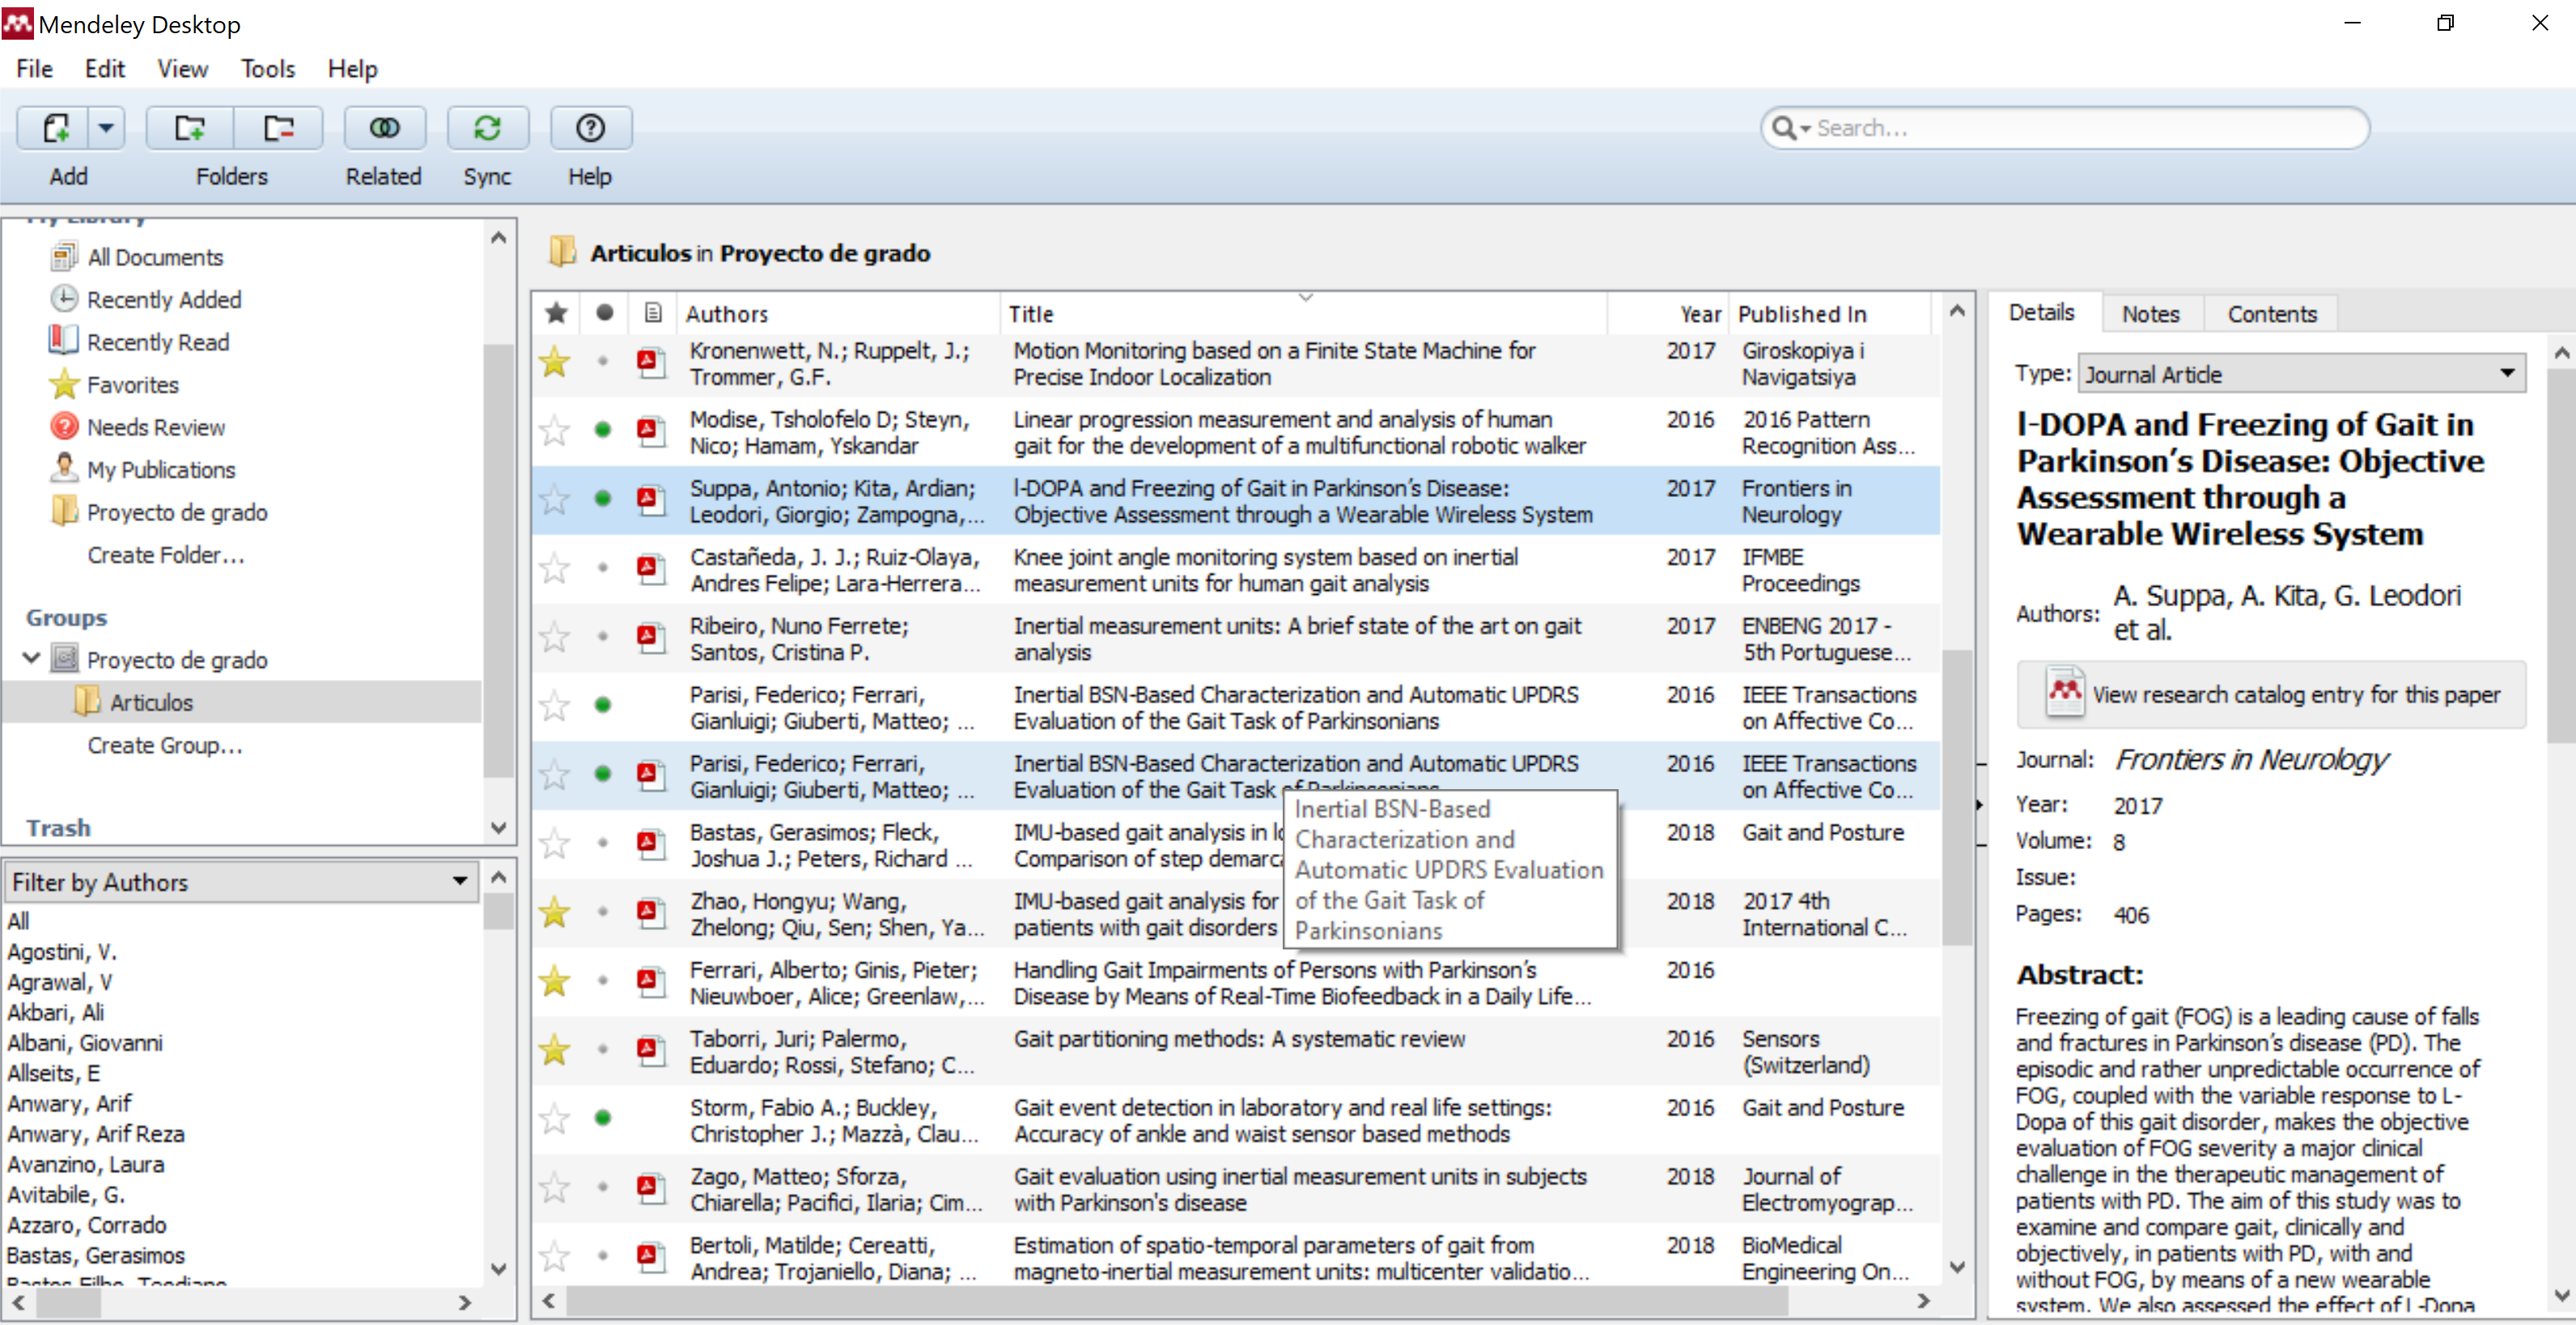 Mendeley Desktop
File Edit View Tools Help
Search...
Add Folders Related Sync Help
My Library
All Documents
Recently Added
Recently Read
Favorites
Needs Review
My Publications
Proyecto de grado
Create Folder...
Groups
Proyecto de grado
Articulos
Create Group...
Trash
Filter by Authors
All
Agostini, V.
Agrawal, V
Akbari, Ali
Albani, Giovanni
Allseits, E
Anwary, Arif
Anwary, Arif Reza
Avanzino, Laura
Avitabile, G.
Azzaro, Corrado
Bastas, Gerasimos
Bastos Filho, Teodiano
Articulos in Proyecto de grado
Authors Title Year Published In
Kronenwett, N.; Ruppelt, J.; Motion Monitoring based on a Finite State Machine for 2017 Giroskopiya i
Trommer, G.F. Precise Indoor Localization Navigatsiya
Modise, Tsholofelo D; Steyn, Linear progression measurement and analysis of human 2016 2016 Pattern
Nico; Hamam, Yskandar gait for the development of a multifunctional robotic walker Recognition Ass...
Suppa, Antonio; Kita, Ardian; l-DOPA and Freezing of Gait in Parkinson's Disease: 2017 Frontiers in
Leodori, Giorgio; Zampogna,... Objective Assessment through a Wearable Wireless System Neurology
Castañeda, J. J.; Ruiz-Olaya, Knee joint angle monitoring system based on inertial 2017 IFMBE
Andres Felipe; Lara-Herrera... measurement units for human gait analysis Proceedings
Ribeiro, Nuno Ferrete; Inertial measurement units: A brief state of the art on gait 2017 ENBENG 2017 -
Santos, Cristina P. analysis 5th Portuguese...
Parisi, Federico; Ferrari, Inertial BSN-Based Characterization and Automatic UPDRS 2016 IEEE Transactions
Gianluigi; Giuberti, Matteo; ... Evaluation of the Gait Task of Parkinsonians on Affective Co...
Parisi, Federico; Ferrari, Inertial BSN-Based Characterization and Automatic UPDRS 2016 IEEE Transactions
Gianluigi; Giuberti, Matteo; ... Evaluation of the Gait Task of Parkinsonians on Affective Co...
Bastas, Gerasimos; Fleck, IMU-based gait analysis in 2018 Gait and Posture
Joshua J.; Peters, Richard ... Comparison of step
Zhao, Hongyu; Wang, IMU-based gait analysis for 2018 2017 4th
Zhelong; Qiu, Sen; Shen, Ya... patients with gait disorders International C...
Ferrari, Alberto; Ginis, Pieter; Handling Gait Impairments of Persons with Parkinson's 2016
Nieuwboer, Alice; Greenlaw,... Disease by Means of Real-Time Biofeedback in a Daily Life...
Taborri, Juri; Palermo, Gait partitioning methods: A systematic review 2016 Sensors
Eduardo; Rossi, Stefano; C... (Switzerland)
Storm, Fabio A.; Buckley, Gait event detection in laboratory and real life settings: 2016 Gait and Posture
Christopher J.; Mazzà, Clau... Accuracy of ankle and waist sensor based methods
Zago, Matteo; Sforza, Gait evaluation using inertial measurement units in subjects 2018 Journal of
Chiarella; Pacifici, Ilaria; Cim... with Parkinson's disease Electromyograp...
Bertoli, Matilde; Cereatti, Estimation of spatio-temporal parameters of gait from 2018 BioMedical
Andrea; Trojaniello, Diana; ... magneto-inertial measurement units: multicenter validatio... Engineering On...
Inertial BSN-Based
Characterization and
Automatic UPDRS Evaluation
of the Gait Task of
Parkinsonians
Details Notes Contents
Type: Journal Article
l-DOPA and Freezing of Gait in
Parkinson's Disease: Objective
Assessment through a
Wearable Wireless System
Authors: A. Suppa, A. Kita, G. Leodori
et al.
View research catalog entry for this paper
Journal: Frontiers in Neurology
Year: 2017
Volume: 8
Issue:
Pages: 406
Abstract:
Freezing of gait (FOG) is a leading cause of falls
and fractures in Parkinson's disease (PD). The
episodic and rather unpredictable occurrence of
FOG, coupled with the variable response to L-
Dopa of this gait disorder, makes the objective
evaluation of FOG severity a major clinical
challenge in the therapeutic management of
patients with PD. The aim of this study was to
examine and compare gait, clinically and
objectively, in patients with PD, with and
without FOG, by means of a new wearable
system. We also assessed the effect of L-Dopa